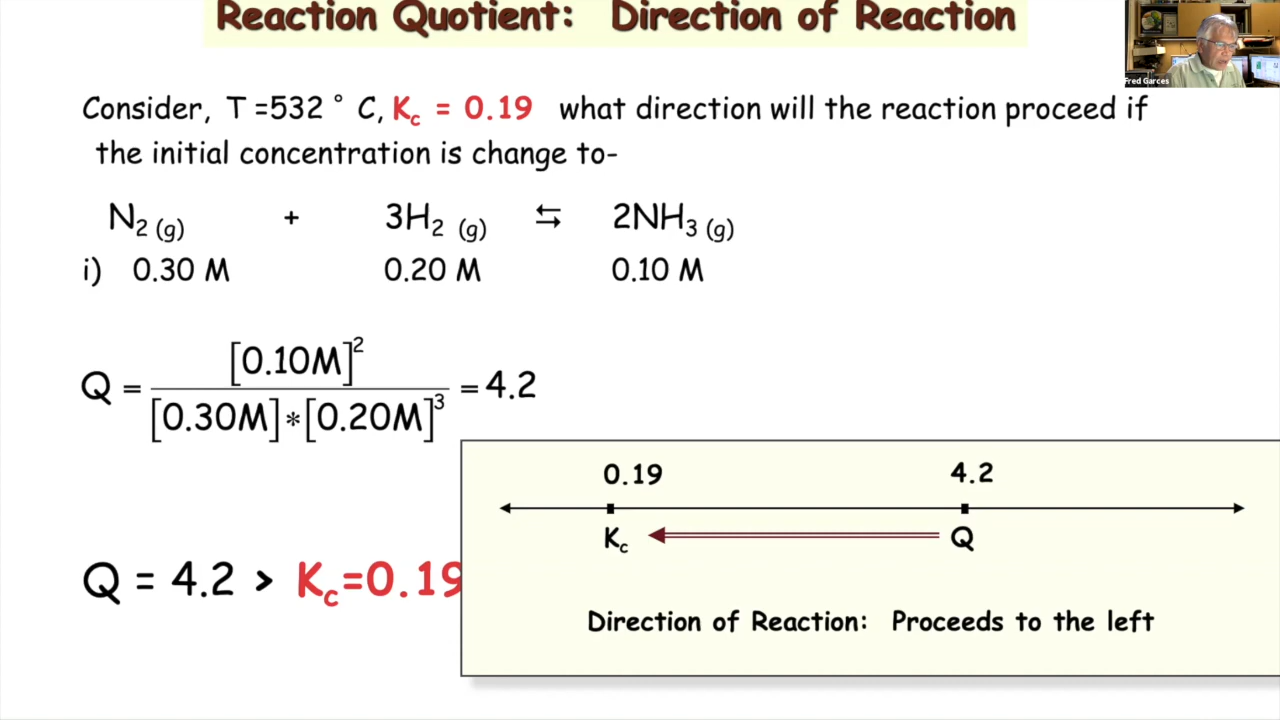 Reaction Quotient: Direction of Reaction
Fred Garces
Consider, T =532 ° C, Kc = 0.19 what direction will the reaction proceed if
the initial concentration is change to-
N2 (g) + 3H2 (g) ⇆ 2NH3 (g)
i) 0.30 M 0.20 M 0.10 M
Q = [0.10M]² / [0.30M]*[0.20M]³ = 4.2
0.19 4.2
Kc Q
Q = 4.2 > Kc=0.19
Direction of Reaction: Proceeds to the left